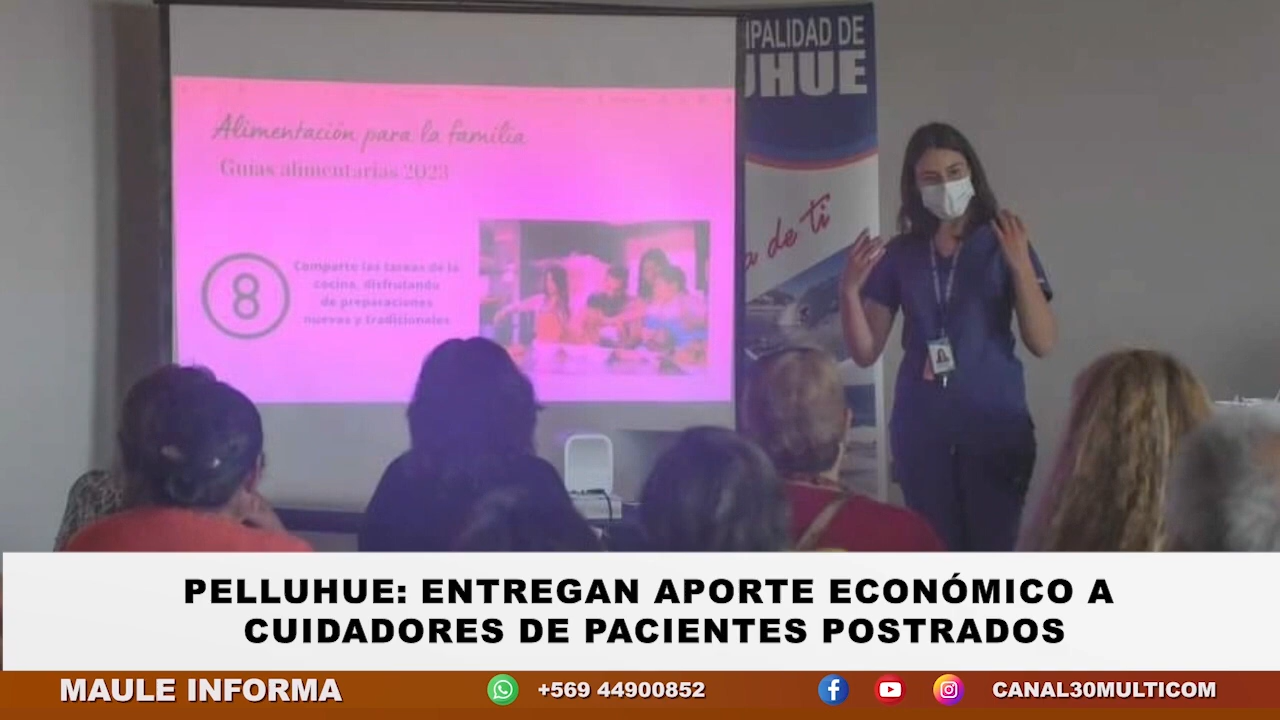 IPALIDAD DE
UHUE
a de ti
Alimentación para la familia
Guías alimentarias 2023
8
Comparte las tareas de la
cocina, disfrutando
de preparaciones
nuevas y tradicionales
PELLUHUE: ENTREGAN APORTE ECONÓMICO A
CUIDADORES DE PACIENTES POSTRADOS
MAULE INFORMA
+569 44900852
CANAL30MULTICOM